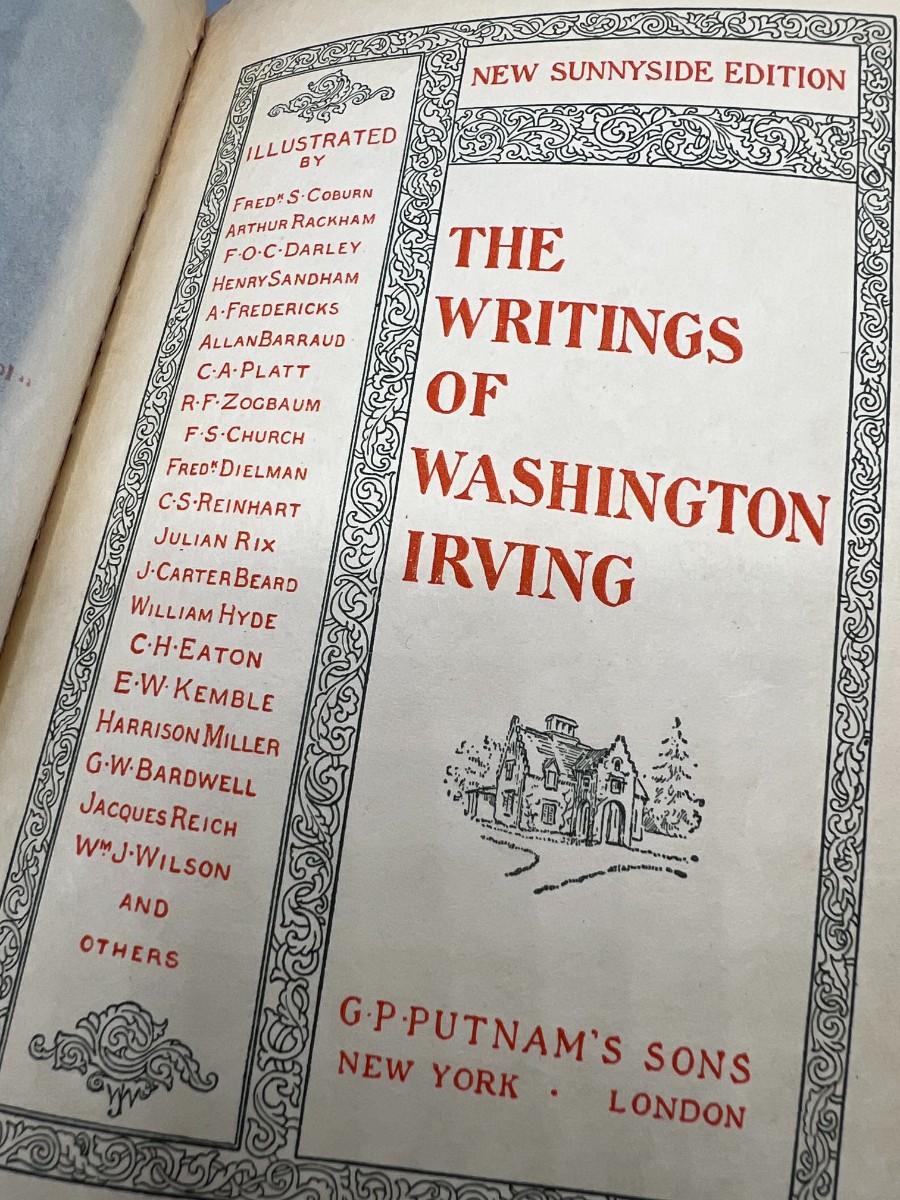 NEW SUNNYSIDE EDITION
ILLUSTRATED
BY
FREDK. S. COBURN
ARTHUR RACKHAM
F·O·C·DARLEY
HENRY SANDHAM
A·FREDERICKS
ALLAN BARRAUD
C·A·PLATT
R·F·ZOGBAUM
F·S·CHURCH
FREDK. DIELMAN
C·S·REINHART
JULIAN RIX
J·CARTER BEARD
WILLIAM HYDE
C·H·EATON
E·W·KEMBLE
HARRISON MILLER
G·W·BARDWELL
JACQUES REICH
WM J·WILSON
AND
OTHERS
THE
WRITINGS
OF
WASHINGTON
IRVING
G·P·PUTNAM'S SONS
NEW YORK · LONDON